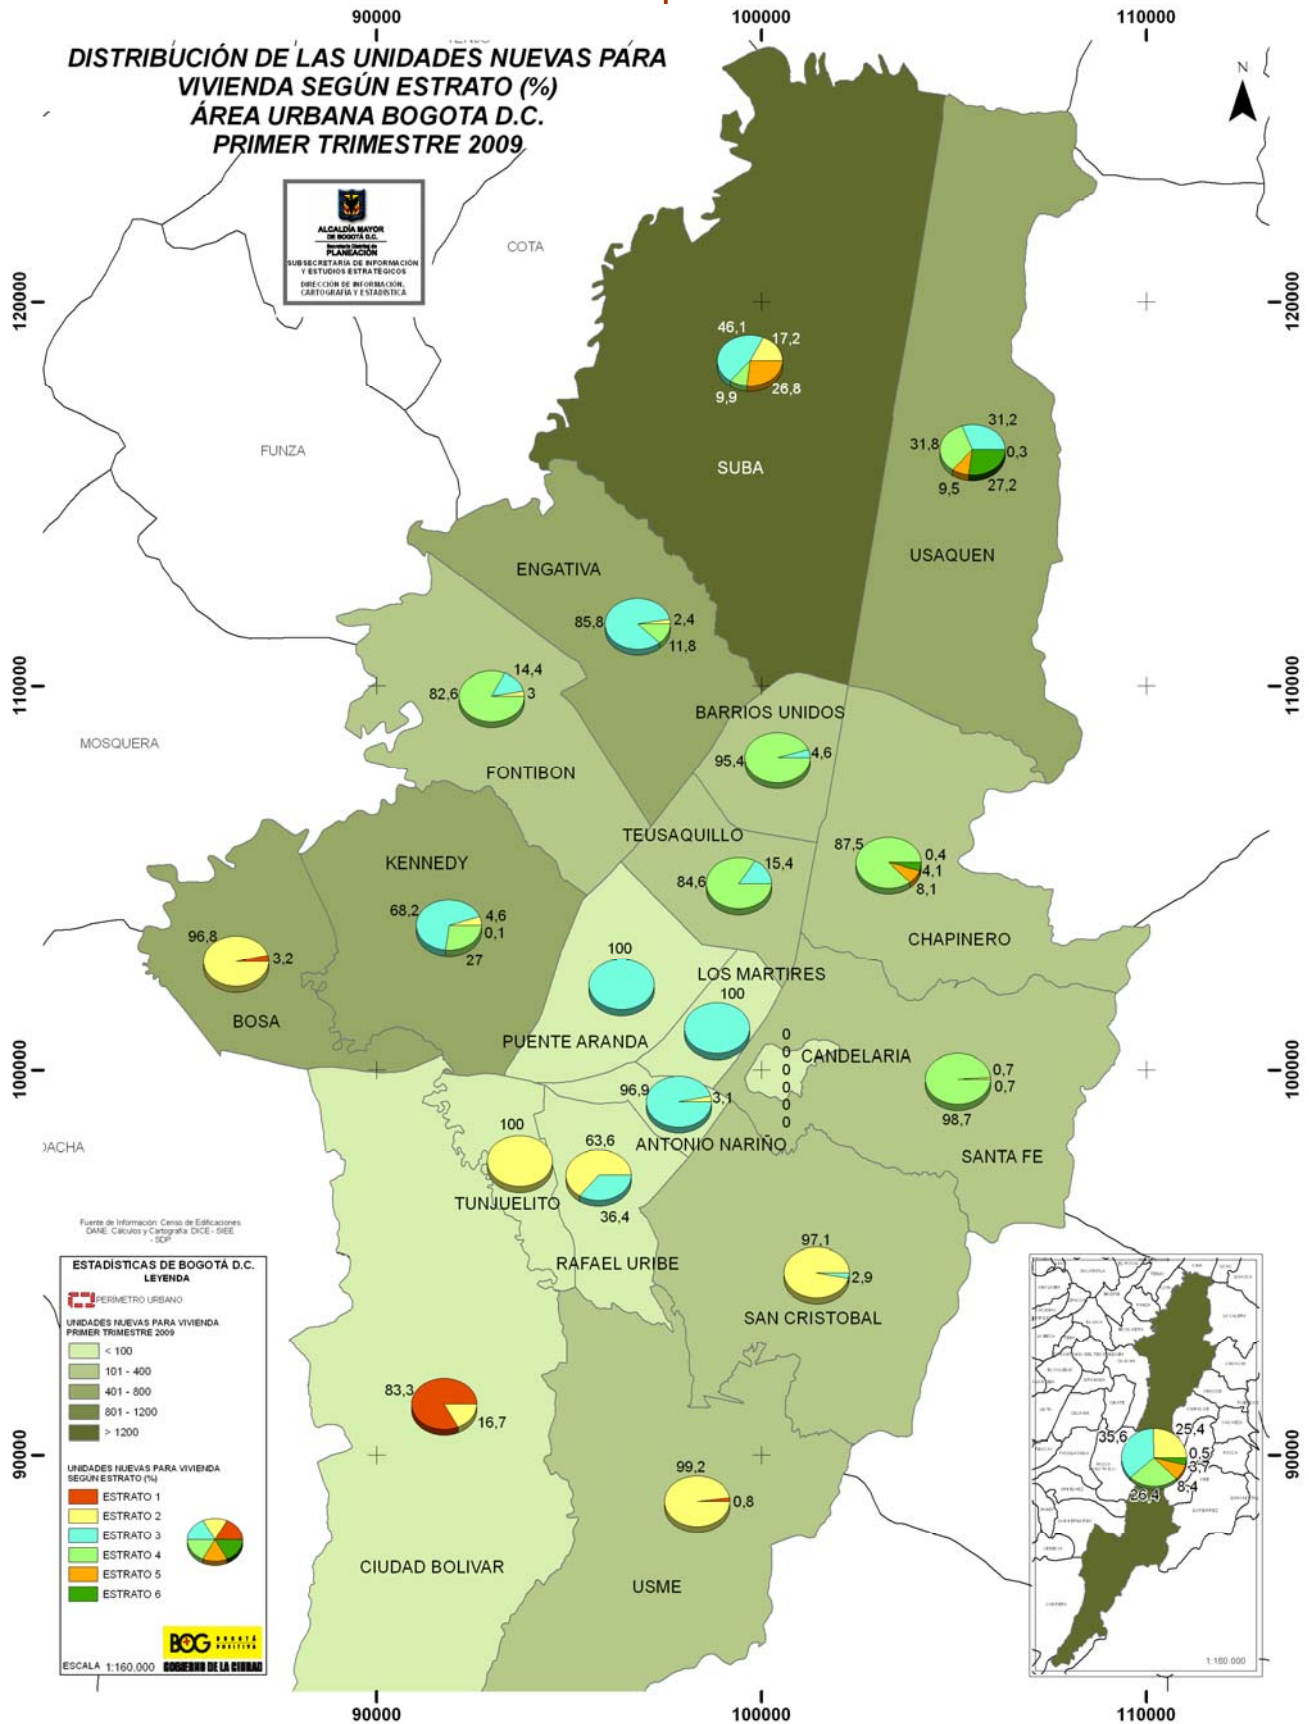 90000
100000
110000
DISTRIBUCIÓN DE LAS UNIDADES NUEVAS PARA
VIVIENDA SEGÚN ESTRATO (%)
ÁREA URBANA BOGOTA D.C.
PRIMER TRIMESTRE 2009
N
ALCALDÍA MAYOR
DE BOGOTÁ D.C.
Secretaría Distrital de
PLANEACIÓN
SUBSECRETARÍA DE INFORMACIÓN
Y ESTUDIOS ESTRATÉGICOS
DIRECCIÓN DE INFORMACIÓN,
CARTOGRAFÍA Y ESTADÍSTICA
COTA
120000
120000
46,1
17,2
9,9
26,8
SUBA
FUNZA
31,2
31,8
0,3
9,5
27,2
USAQUEN
ENGATIVA
85,8
2,4
11,8
110000
110000
14,4
82,6
3
FONTIBON
MOSQUERA
BARRIOS UNIDOS
95,4
4,6
TEUSAQUILLO
15,4
84,6
87,5
0,4
4,1
8,1
CHAPINERO
KENNEDY
68,2
4,6
0,1
27
96,8
3,2
BOSA
100
PUENTE ARANDA
LOS MARTIRES
100
0
0
0
0
0
0
CANDELARIA
100000
100000
0,7
0,7
98,7
SANTA FE
96,9
3,1
ANTONIO NARIÑO
100
TUNJUELITO
63,6
36,4
RAFAEL URIBE
DACHA
97,1
2,9
SAN CRISTOBAL
Fuente de Información: Censo de Edificaciones
DANE. Cálculos y Cartografía: DICE - SIEE
- SDP.
ESTADÍSTICAS DE BOGOTÁ D.C.
LEYENDA
PERÍMETRO URBANO
UNIDADES NUEVAS PARA VIVIENDA
PRIMER TRIMESTRE 2009
< 100
101 - 400
401 - 800
801 - 1200
> 1200
UNIDADES NUEVAS PARA VIVIENDA
SEGÚN ESTRATO (%)
ESTRATO 1
ESTRATO 2
ESTRATO 3
ESTRATO 4
ESTRATO 5
ESTRATO 6
BOG BOGOTÁ
POSITIVA
ESCALA 1:160.000 GOBIERNO DE LA CIUDAD
83,3
16,7
CIUDAD BOLIVAR
99,2
0,8
USME
90000
90000
35,6
25,4
0,5
3,7
8,4
26,4
1:160.000
90000
100000
110000